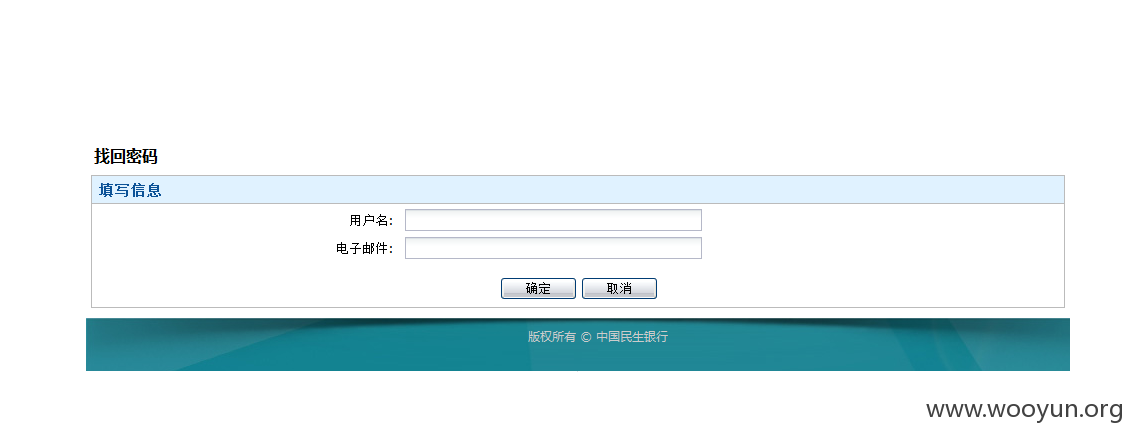 找回密码
填写信息
用户名:
电子邮件:
确定 取消
版权所有 © 中国民生银行
www.wooyun.org